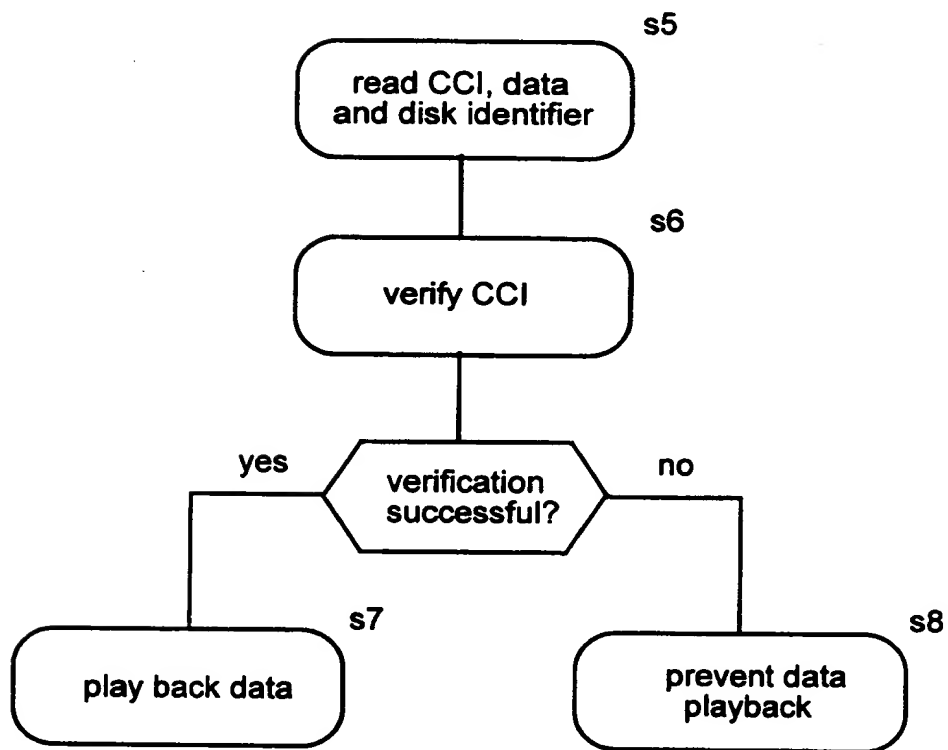 s5
read CCI, data
and disk identifier
s6
verify CCI
yes
verification
successful?
no
s7
play back data
s8
prevent data
playback